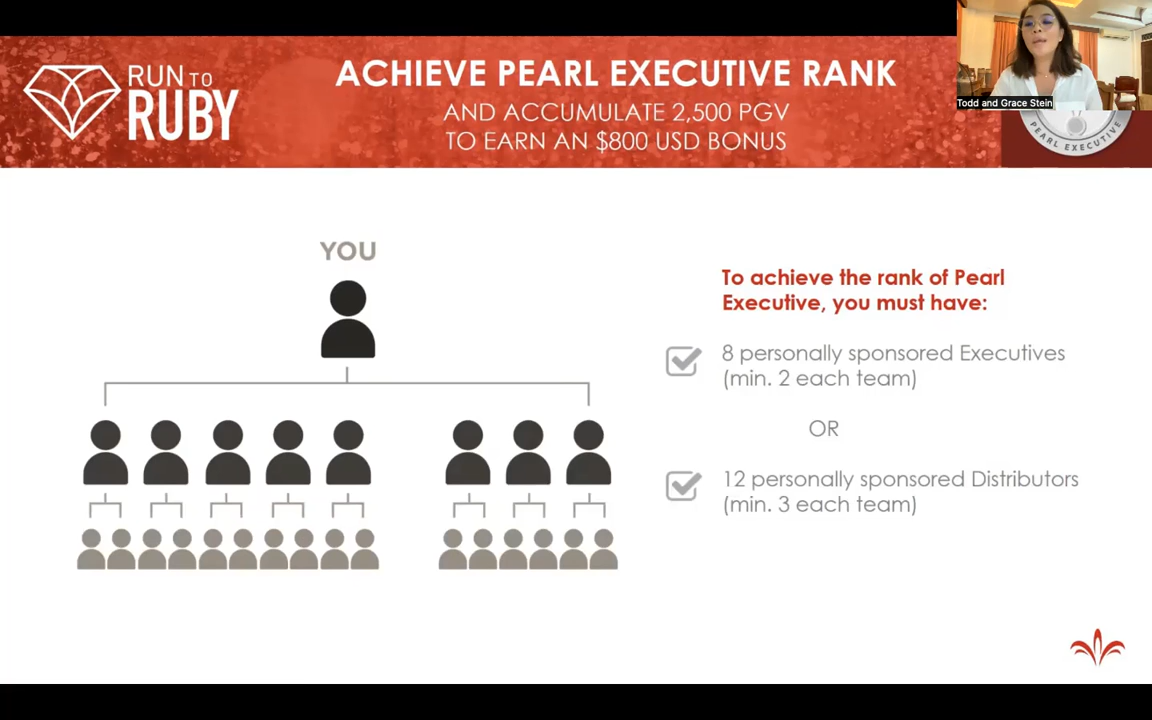 RUN TO
RUBY
ACHIEVE PEARL EXECUTIVE RANK
AND ACCUMULATE 2,500 PGV
TO EARN AN $800 USD BONUS
Todd and Grace Stein
PEARL EXECUTIVE
YOU
To achieve the rank of Pearl
Executive, you must have:
8 personally sponsored Executives
(min. 2 each team)
OR
12 personally sponsored Distributors
(min. 3 each team)